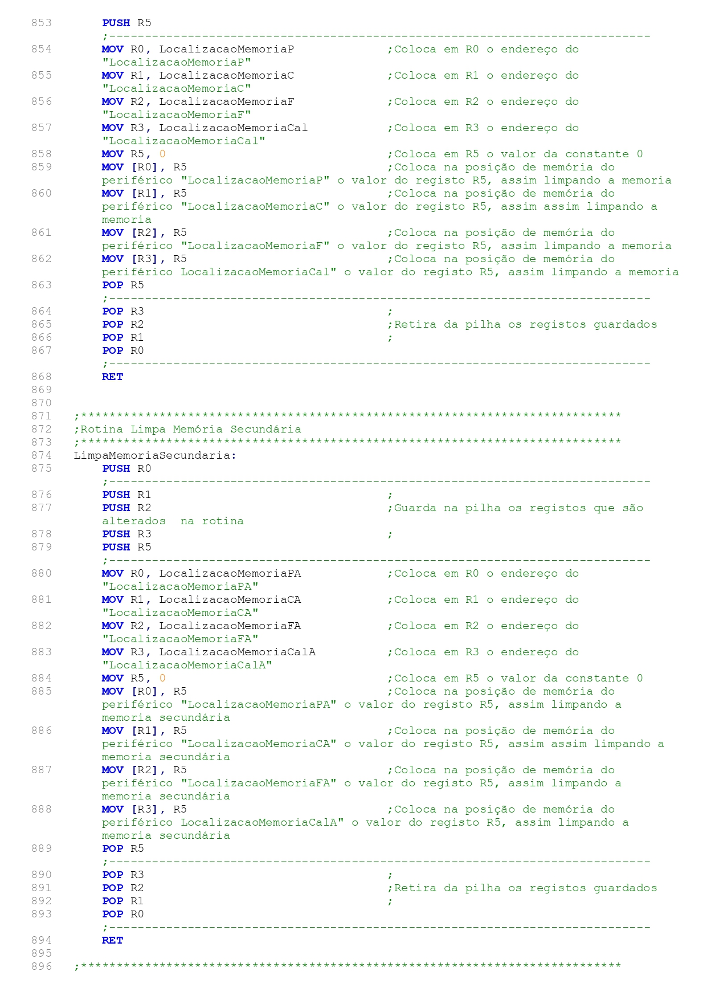 853 PUSH R5
;----------------------------------------------------------------------------
854 MOV R0, LocalizacaoMemoriaP ;Coloca em R0 o endereço do
"LocalizacaoMemoriaP"
855 MOV R1, LocalizacaoMemoriaC ;Coloca em R1 o endereço do
"LocalizacaoMemoriaC"
856 MOV R2, LocalizacaoMemoriaF ;Coloca em R2 o endereço do
"LocalizacaoMemoriaF"
857 MOV R3, LocalizacaoMemoriaCal ;Coloca em R3 o endereço do
"LocalizacaoMemoriaCal"
858 MOV R5, 0 ;Coloca em R5 o valor da constante 0
859 MOV [R0], R5 ;Coloca na posição de memória do
periférico "LocalizacaoMemoriaP" o valor do registo R5, assim limpando a memoria
860 MOV [R1], R5 ;Coloca na posição de memória do
periférico "LocalizacaoMemoriaC" o valor do registo R5, assim assim limpando a
memoria
861 MOV [R2], R5 ;Coloca na posição de memória do
periférico "LocalizacaoMemoriaF" o valor do registo R5, assim limpando a memoria
862 MOV [R3], R5 ;Coloca na posição de memória do
periférico LocalizacaoMemoriaCal" o valor do registo R5, assim limpando a memoria
863 POP R5
;----------------------------------------------------------------------------
864 POP R3 ;
865 POP R2 ;Retira da pilha os registos guardados
866 POP R1 ;
867 POP R0
;----------------------------------------------------------------------------
868 RET
869
870
871 ;****************************************************************************
872 ;Rotina Limpa Memória Secundária
873 ;****************************************************************************
874 LimpaMemoriaSecundaria:
875 PUSH R0
;----------------------------------------------------------------------------
876 PUSH R1 ;
877 PUSH R2 ;Guarda na pilha os registos que são
alterados  na rotina
878 PUSH R3 ;
879 PUSH R5
;----------------------------------------------------------------------------
880 MOV R0, LocalizacaoMemoriaPA ;Coloca em R0 o endereço do
"LocalizacaoMemoriaPA"
881 MOV R1, LocalizacaoMemoriaCA ;Coloca em R1 o endereço do
"LocalizacaoMemoriaCA"
882 MOV R2, LocalizacaoMemoriaFA ;Coloca em R2 o endereço do
"LocalizacaoMemoriaFA"
883 MOV R3, LocalizacaoMemoriaCalA ;Coloca em R3 o endereço do
"LocalizacaoMemoriaCalA"
884 MOV R5, 0 ;Coloca em R5 o valor da constante 0
885 MOV [R0], R5 ;Coloca na posição de memória do
periférico "LocalizacaoMemoriaPA" o valor do registo R5, assim limpando a
memoria secundária
886 MOV [R1], R5 ;Coloca na posição de memória do
periférico "LocalizacaoMemoriaCA" o valor do registo R5, assim assim limpando a
memoria secundária
887 MOV [R2], R5 ;Coloca na posição de memória do
periférico "LocalizacaoMemoriaFA" o valor do registo R5, assim limpando a
memoria secundária
888 MOV [R3], R5 ;Coloca na posição de memória do
periférico LocalizacaoMemoriaCalA" o valor do registo R5, assim limpando a
memoria secundária
889 POP R5
;----------------------------------------------------------------------------
890 POP R3 ;
891 POP R2 ;Retira da pilha os registos guardados
892 POP R1 ;
893 POP R0
;----------------------------------------------------------------------------
894 RET
895
896 ;****************************************************************************